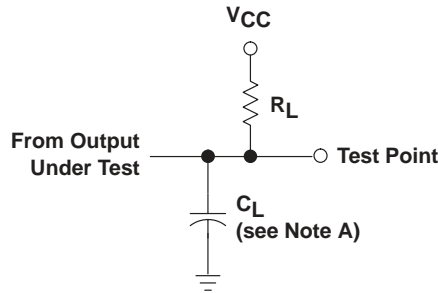 VCC
RL
From Output
Under Test
Test Point
CL
(see Note A)